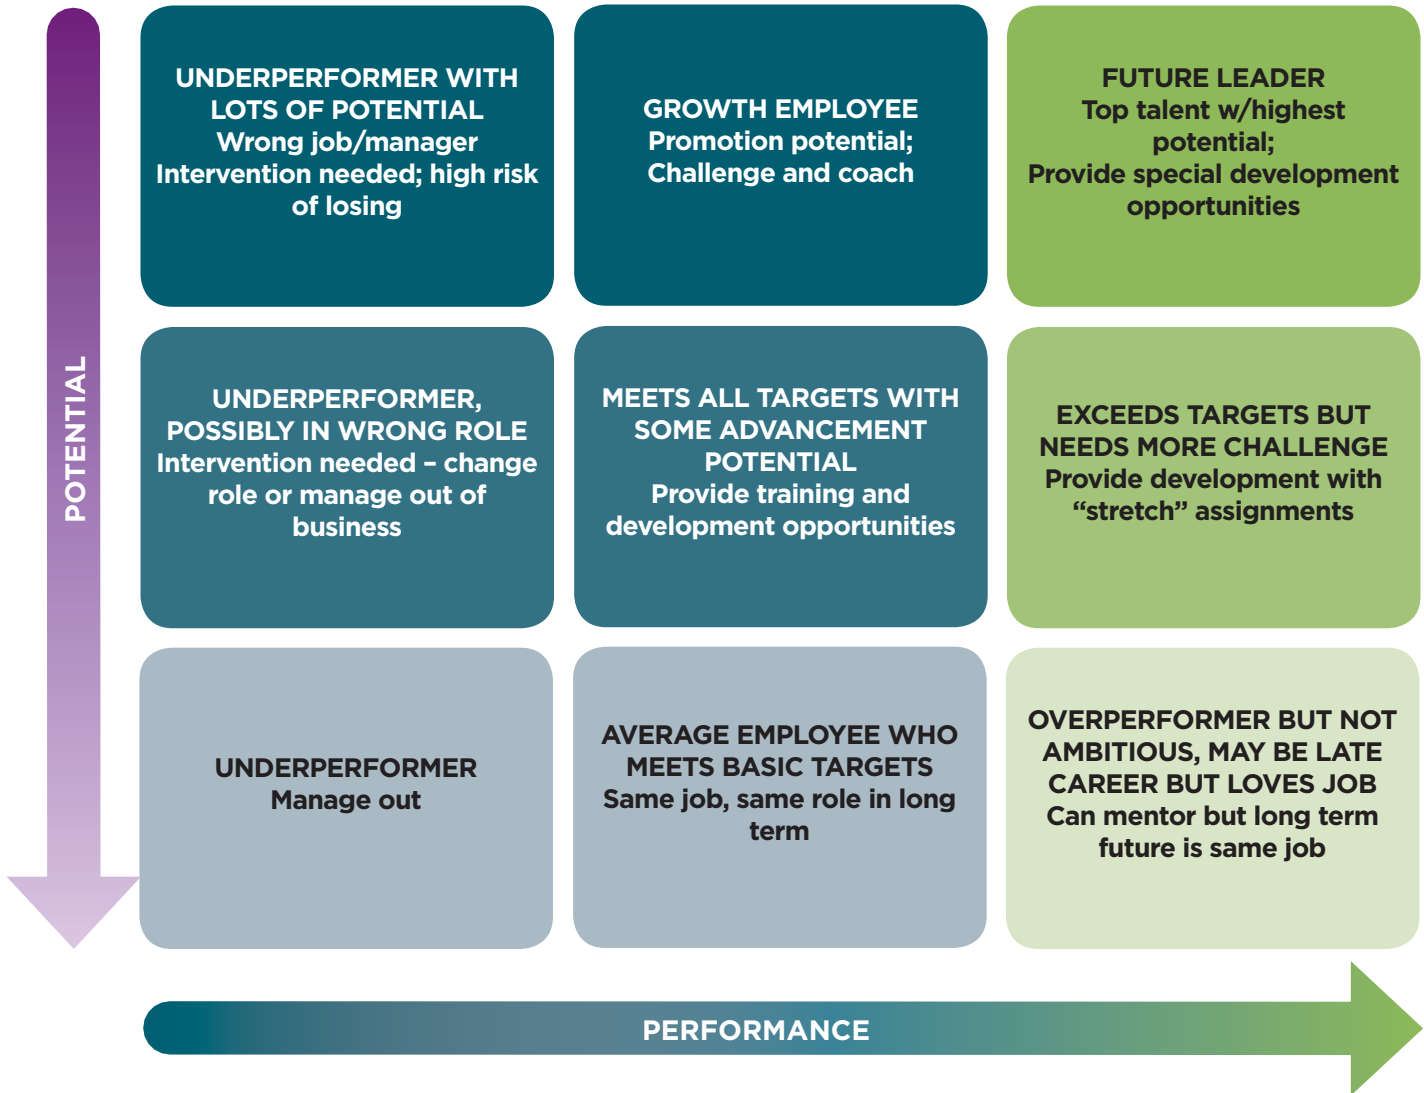 UNDERPERFORMER WITH
LOTS OF POTENTIAL
Wrong job/manager
Intervention needed; high risk
of losing
GROWTH EMPLOYEE
Promotion potential;
Challenge and coach
FUTURE LEADER
Top talent w/highest
potential;
Provide special development
opportunities
POTENTIAL
UNDERPERFORMER,
POSSIBLY IN WRONG ROLE
Intervention needed – change
role or manage out of
business
MEETS ALL TARGETS WITH
SOME ADVANCEMENT
POTENTIAL
Provide training and
development opportunities
EXCEEDS TARGETS BUT
NEEDS MORE CHALLENGE
Provide development with
“stretch” assignments
UNDERPERFORMER
Manage out
AVERAGE EMPLOYEE WHO
MEETS BASIC TARGETS
Same job, same role in long
term
OVERPERFORMER BUT NOT
AMBITIOUS, MAY BE LATE
CAREER BUT LOVES JOB
Can mentor but long term
future is same job
PERFORMANCE